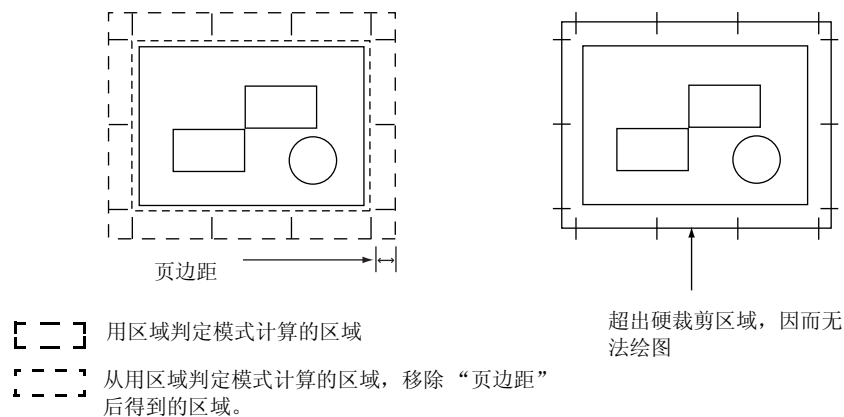 页边距
用区域判定模式计算的区域
从用区域判定模式计算的区域，移除 “页边距”
后得到的区域。
超出硬裁剪区域，因而无
法绘图